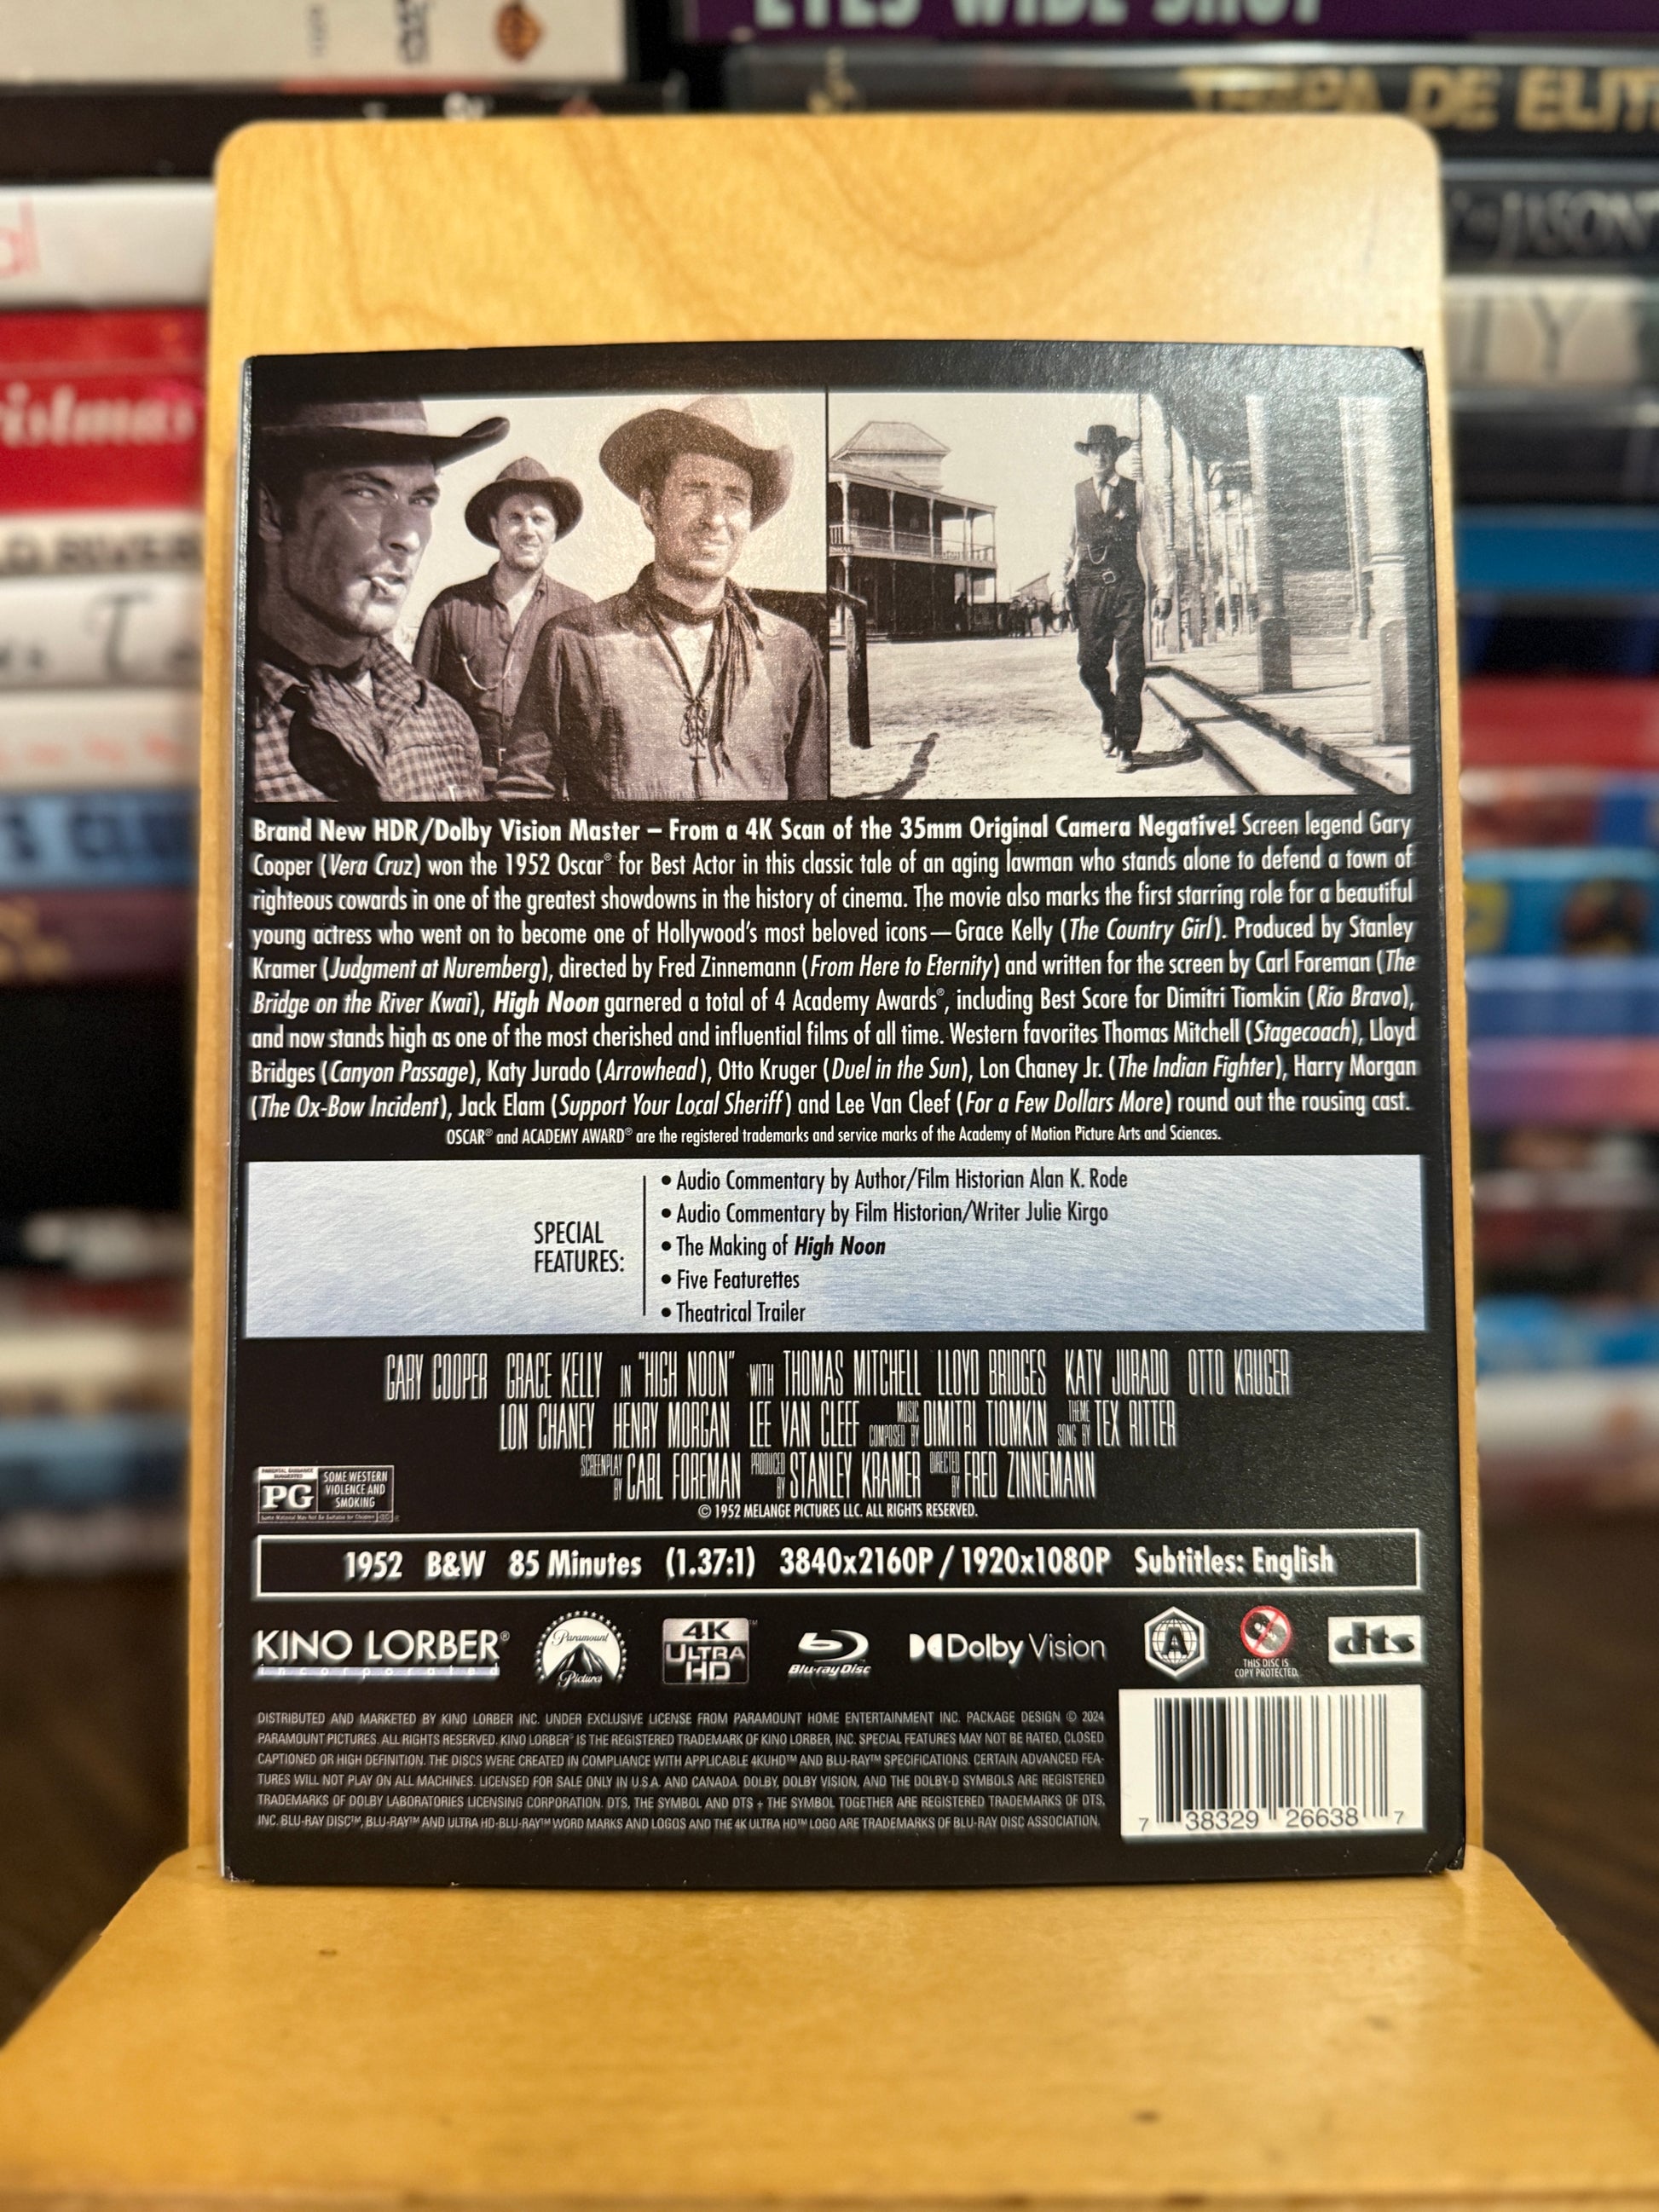 EYES WIDE SHUT
TROPA DE ELIT
JASON
TY
istmas
Brand New HDR/Dolby Vision Master – From a 4K Scan of the 35mm Original Camera Negative! Screen legend Gary
Cooper (Vera Cruz) won the 1952 Oscar® for Best Actor in this classic tale of an aging lawman who stands alone to defend a town of
righteous cowards in one of the greatest showdowns in the history of cinema. The movie also marks the first starring role for a beautiful
young actress who went on to become one of Hollywood's most beloved icons—Grace Kelly (The Country Girl). Produced by Stanley
Kramer (Judgment at Nuremberg), directed by Fred Zinnemann (From Here to Eternity) and written for the screen by Carl Foreman (The
Bridge on the River Kwai), High Noon garnered a total of 4 Academy Awards®, including Best Score for Dimitri Tiomkin (Rio Bravo),
and now stands high as one of the most cherished and influential films of all time. Western favorites Thomas Mitchell (Stagecoach), Lloyd
Bridges (Canyon Passage), Katy Jurado (Arrowhead), Otto Kruger (Duel in the Sun), Lon Chaney Jr. (The Indian Fighter), Harry Morgan
(The Ox-Bow Incident), Jack Elam (Support Your Local Sheriff) and Lee Van Cleef (For a Few Dollars More) round out the rousing cast.
OSCAR® and ACADEMY AWARD® are the registered trademarks and service marks of the Academy of Motion Picture Arts and Sciences.
SPECIAL
FEATURES:
• Audio Commentary by Author/Film Historian Alan K. Rode
• Audio Commentary by Film Historian/Writer Julie Kirgo
• The Making of High Noon
• Five Featurettes
• Theatrical Trailer
GARY COOPER GRACE KELLY IN "HIGH NOON" WITH THOMAS MITCHELL LLOYD BRIDGES KATY JURADO OTTO KRUGER
LON CHANEY HENRY MORGAN LEE VAN CLEEF MUSIC COMPOSED BY DIMITRI TIOMKIN THEME SONG BY TEX RITTER
SCREENPLAY BY CARL FOREMAN PRODUCED BY STANLEY KRAMER DIRECTED BY FRED ZINNEMANN
© 1952 MELANGE PICTURES LLC. ALL RIGHTS RESERVED.
PARENTAL GUIDANCE SUGGESTED
PG SOME WESTERN VIOLENCE AND SMOKING
Some Material May Not Be Suitable for Children
1952 B&W 85 Minutes (1.37:1) 3840x2160P / 1920x1080P Subtitles: English
KINO LORBER®
incorporated
Paramount
Pictures
4K
ULTRA
HD™
Blu-ray Disc
Dolby Vision
A
THIS DISC IS
COPY PROTECTED.
dts
DISTRIBUTED AND MARKETED BY KINO LORBER INC. UNDER EXCLUSIVE LICENSE FROM PARAMOUNT HOME ENTERTAINMENT INC. PACKAGE DESIGN © 2024
PARAMOUNT PICTURES. ALL RIGHTS RESERVED. KINO LORBER® IS THE REGISTERED TRADEMARK OF KINO LORBER, INC. SPECIAL FEATURES MAY NOT BE RATED, CLOSED
CAPTIONED OR HIGH DEFINITION. THE DISCS WERE CREATED IN COMPLIANCE WITH APPLICABLE 4KUHD™ AND BLU-RAY™ SPECIFICATIONS. CERTAIN ADVANCED FEA-
TURES WILL NOT PLAY ON ALL MACHINES. LICENSED FOR SALE ONLY IN U.S.A. AND CANADA. DOLBY, DOLBY VISION, AND THE DOLBY-D SYMBOLS ARE REGISTERED
TRADEMARKS OF DOLBY LABORATORIES LICENSING CORPORATION. DTS, THE SYMBOL AND DTS + THE SYMBOL TOGETHER ARE REGISTERED TRADEMARKS OF DTS,
INC. BLU-RAY DISC™, BLU-RAY™ AND ULTRA HD-BLU-RAY™ WORD MARKS AND LOGOS AND THE 4K ULTRA HD™ LOGO ARE TRADEMARKS OF BLU-RAY DISC ASSOCIATION.
7 38329 26638 7